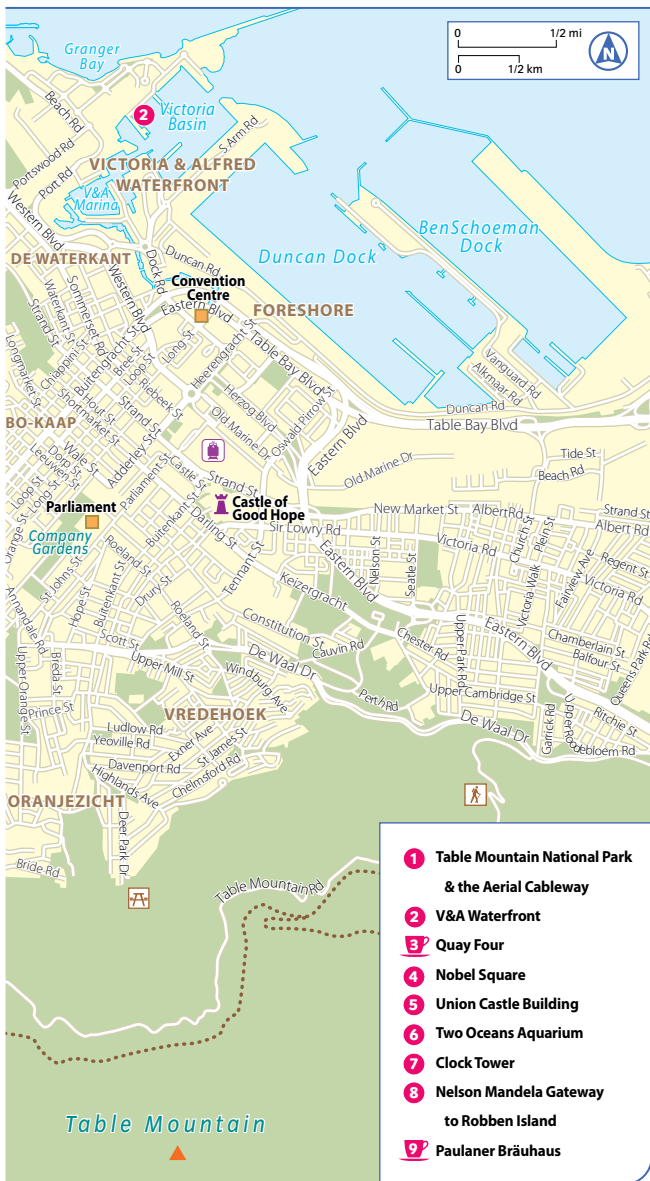 0 1/2 mi
0 1/2 km
N
Granger
Bay
Beach Rd
2
Victoria
Basin
S Arm Rd
Portswood Rd
Port Rd
VICTORIA & ALFRED
WATERFRONT
V&A
Marina
Western Blvd
BenSchoeman
Dock
Duncan Dock
DE WATERKANT
Dock Rd
Duncan Rd
Convention
Centre
Western Blvd
Eastern Blvd
FORESHORE
Strand St
Waterkant St
Somerset Rd
Chiappini St
Buitengracht St
Bree St
Loop St
Long St
Heerengracht St
Table Bay Blvd
Longmarket St
Hout St
Shortmarket St
Riebeek St
Herzog Blvd
Vanguard Rd
Alkmaar Rd
Strand St
Old Marine Dr
Oswald Pirrow St
Duncan Rd
Table Bay Blvd
BO-KAAP
Wale St
Dorp St
Leeuwen St
Adderley St
Eastern Blvd
Old Marine Dr
Tide St
Beach Rd
Loop St
Long St
Parliament St
Castle St
Strand St
Parliament
Castle of
Good Hope
New Market St
Albert Rd
Strand St
Albert Rd
Orange St
Company
Gardens
Buitenkant St
Darling St
Sir Lowry Rd
Victoria Rd
Church St
Plein St
Roeland St
Tennant St
Eastern Blvd
Nelson St
Seatle St
Regent St
Fairview Ave
Victoria Rd
Victoria Walk
St Johns St
Hope St
Buitenkant St
Drury St
Keizergracht
Annandale Rd
Roeland St
Constitution St
Cauvin Rd
Chester Rd
Upper Park Rd
Eastern Blvd
Chamberlain St
Balfour St
Queens Park Rd
Scott St
Upper Mill St
De Waal Dr
Upper Orange St
Breda St
Windburg Ave
Perth Rd
Upper Cambridge St
Prince St
VREDEHOEK
De Waal Dr
Garrick Rd
Ritchie St
Ludlow Rd
Yeoville Rd
Exner Ave
St James St
Davenport Rd
Chelmsford Rd
Highlands Ave
ORANJEZICHT
Deer Park Dr
Bride Rd
Table Mountain Rd
Table Mountain
1 Table Mountain National Park
& the Aerial Cableway
2 V&A Waterfront
3 Quay Four
4 Nobel Square
5 Union Castle Building
6 Two Oceans Aquarium
7 Clock Tower
8 Nelson Mandela Gateway
to Robben Island
9 Paulaner Bräuhaus